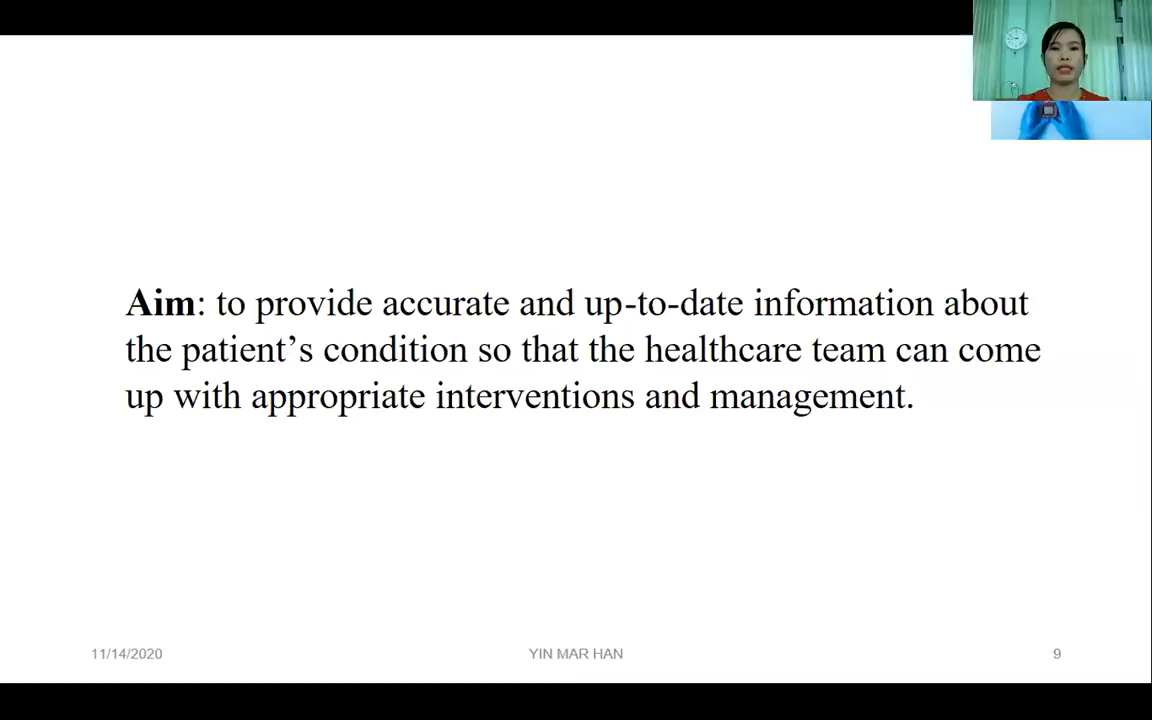 Aim: to provide accurate and up-to-date information about
the patient’s condition so that the healthcare team can come
up with appropriate interventions and management.
11/14/2020
YIN MAR HAN
9